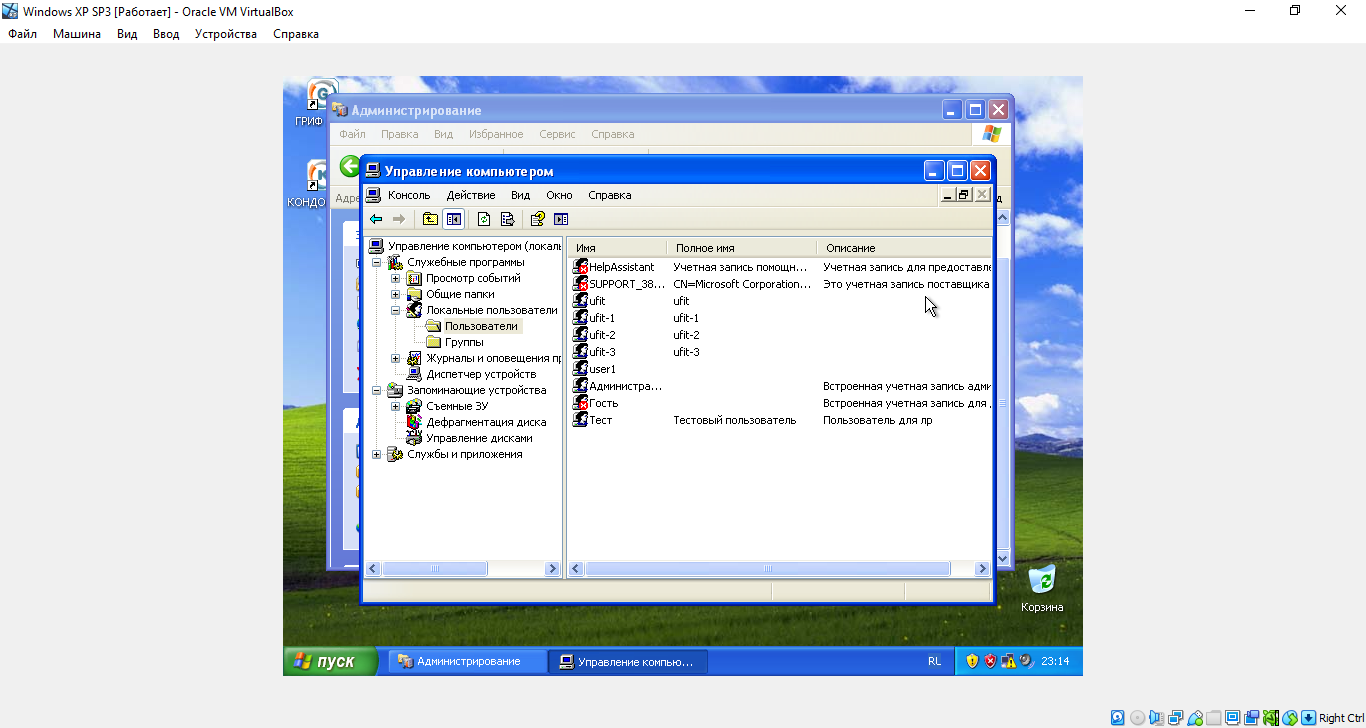 Windows XP SP3 [Работает] - Oracle VM VirtualBox
Файл Машина Вид Ввод Устройства Справка
ГРИФ
КОНДО
Администрирование
Файл Правка Вид Избранное Сервис Справка
Адре
Управление компьютером
Консоль Действие Вид Окно Справка
Управление компьютером (локаль
Служебные программы
Просмотр событий
Общие папки
Локальные пользователи
Пользователи
Группы
Журналы и оповещения пр
Диспетчер устройств
Запоминающие устройства
Съемные ЗУ
Дефрагментация диска
Управление дисками
Службы и приложения
Имя Полное имя Описание
HelpAssistant Учетная запись помощн... Учетная запись для предоставле
SUPPORT_38... CN=Microsoft Corporation... Это учетная запись поставщика
ufit ufit
ufit-1 ufit-1
ufit-2 ufit-2
ufit-3 ufit-3
user1
Администра... Встроенная учетная запись адми
Гость Встроенная учетная запись для
Тест Тестовый пользователь Пользователь для лр
Корзина
пуск Администрирование Управление компью... RL 23:14
Right Ctrl